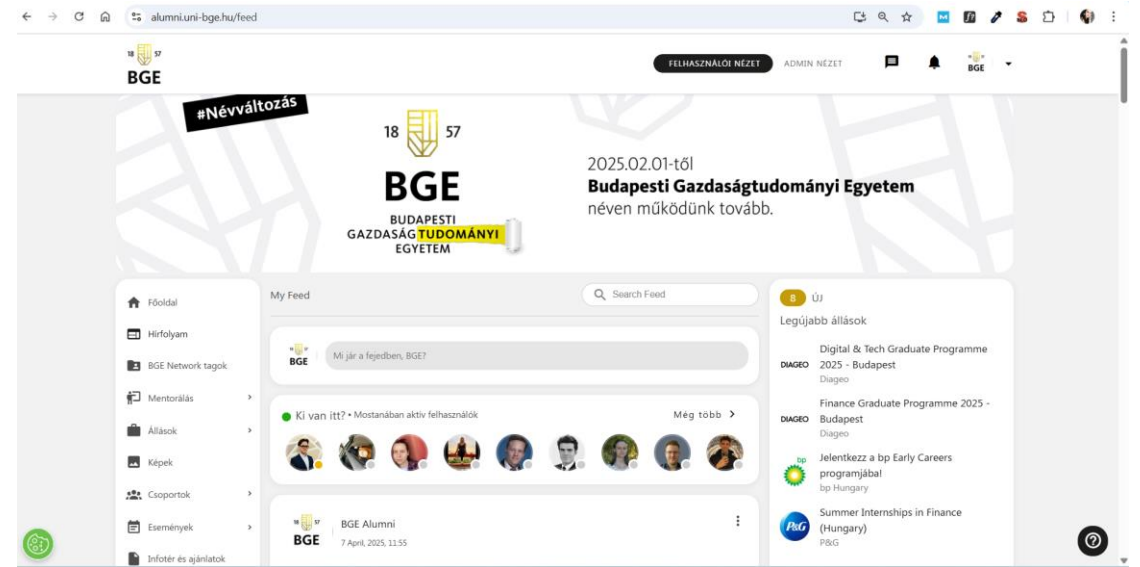 alumni.uni-bge.hu/feed
18 57
BGE
FELHASZNÁLÓI NÉZET
ADMIN NÉZET
BGE
#Névváltozás
18 57
BGE
BUDAPESTI
GAZDASÁGTUDOMÁNYI
EGYETEM
2025.02.01-től
Budapesti Gazdaságtudományi Egyetem
néven működünk tovább.
Főoldal
Hírfolyam
BGE Network tagok
Mentorálás
Állások
Képek
Csoportok
Események
Infotér és ajánlatok
My Feed
Search Feed
BGE
Mi jár a fejedben, BGE?
Ki van itt? • Mostanában aktív felhasználók
Még több
18 57
BGE
BGE Alumni
7 April, 2025, 11:55
8 ÚJ
Legújabb állások
DIAGEO
Digital & Tech Graduate Programme
2025 - Budapest
Diageo
DIAGEO
Finance Graduate Programme 2025 -
Budapest
Diageo
bp
Jelentkezz a bp Early Careers
programjába!
bp Hungary
P&G
Summer Internships in Finance
(Hungary)
P&G